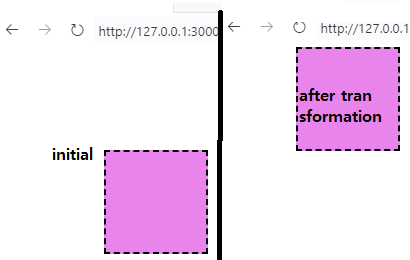 http://127.0.0.1:3000
http://127.0.0.1
initial
after tran
sformation